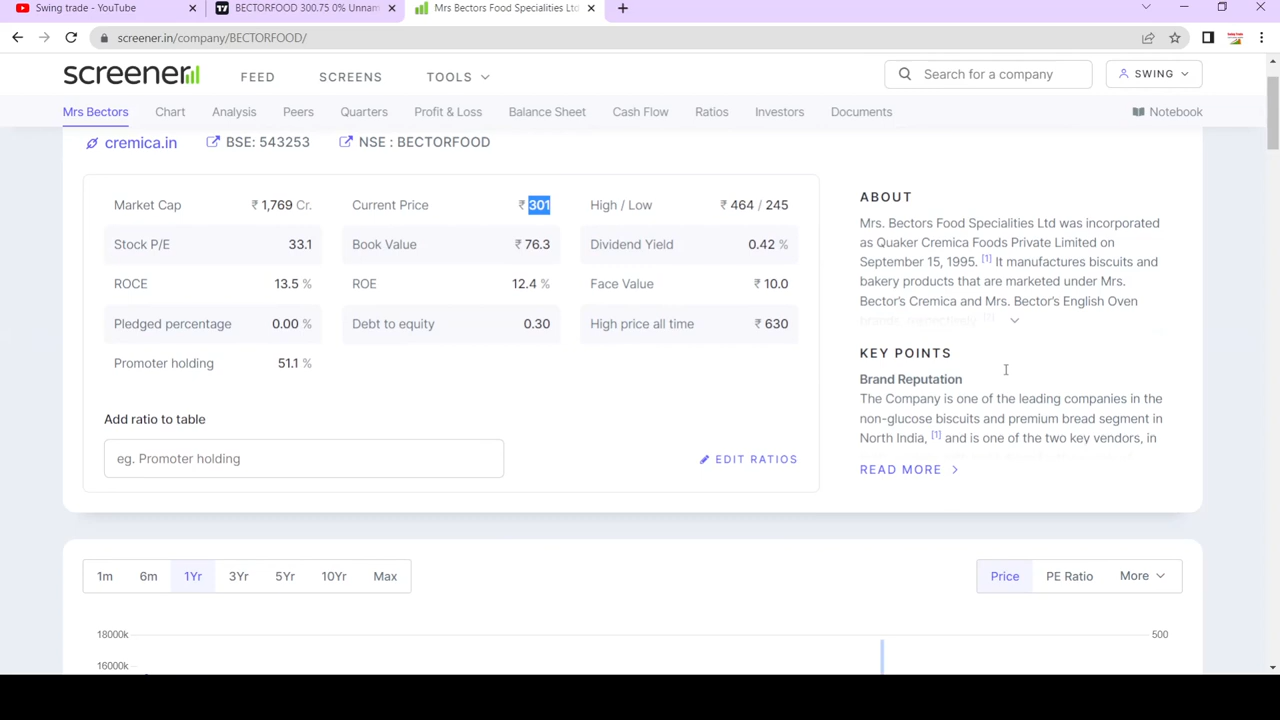 Swing trade - YouTube
BECTORFOOD 300.75 0% Unnam
Mrs Bectors Food Specialities Ltd
screener.in/company/BECTORFOOD/
screener
FEED
SCREENS
TOOLS
Search for a company
SWING
Mrs Bectors
Chart
Analysis
Peers
Quarters
Profit & Loss
Balance Sheet
Cash Flow
Ratios
Investors
Documents
Notebook
cremica.in
BSE: 543253
NSE : BECTORFOOD
Market Cap ₹ 1,769 Cr.
Current Price ₹ 301
High / Low ₹ 464 / 245
Stock P/E 33.1
Book Value ₹ 76.3
Dividend Yield 0.42 %
ROCE 13.5 %
ROE 12.4 %
Face Value ₹ 10.0
Pledged percentage 0.00 %
Debt to equity 0.30
High price all time ₹ 630
Promoter holding 51.1 %
Add ratio to table
eg. Promoter holding
EDIT RATIOS
ABOUT
Mrs. Bectors Food Specialities Ltd was incorporated
as Quaker Cremica Foods Private Limited on
September 15, 1995. [1] It manufactures biscuits and
bakery products that are marketed under Mrs.
Bector's Cremica and Mrs. Bector's English Oven
brands, respectively. [1]
KEY POINTS
Brand Reputation
The Company is one of the leading companies in the
non-glucose biscuits and premium bread segment in
North India, [1] and is one of the two key vendors, in
READ MORE
1m
6m
1Yr
3Yr
5Yr
10Yr
Max
Price
PE Ratio
More
18000k
500
16000k